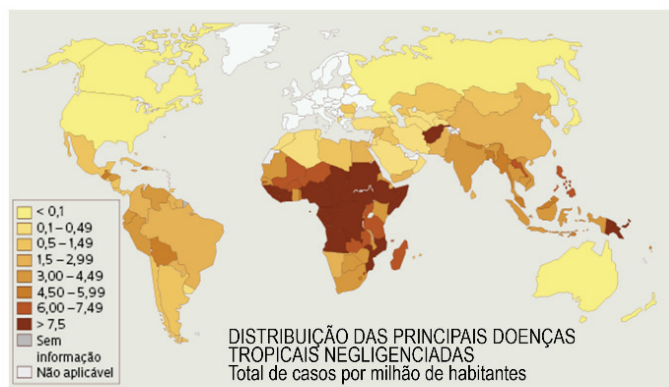 < 0,1
0,1 – 0,49
0,5 – 1,49
1,5 – 2,99
3,00 – 4,49
4,50 – 5,99
6,00 – 7,49
> 7,5
Sem
informação
Não aplicável
DISTRIBUIÇÃO DAS PRINCIPAIS DOENÇAS
TROPICAIS NEGLIGENCIADAS
Total de casos por milhão de habitantes